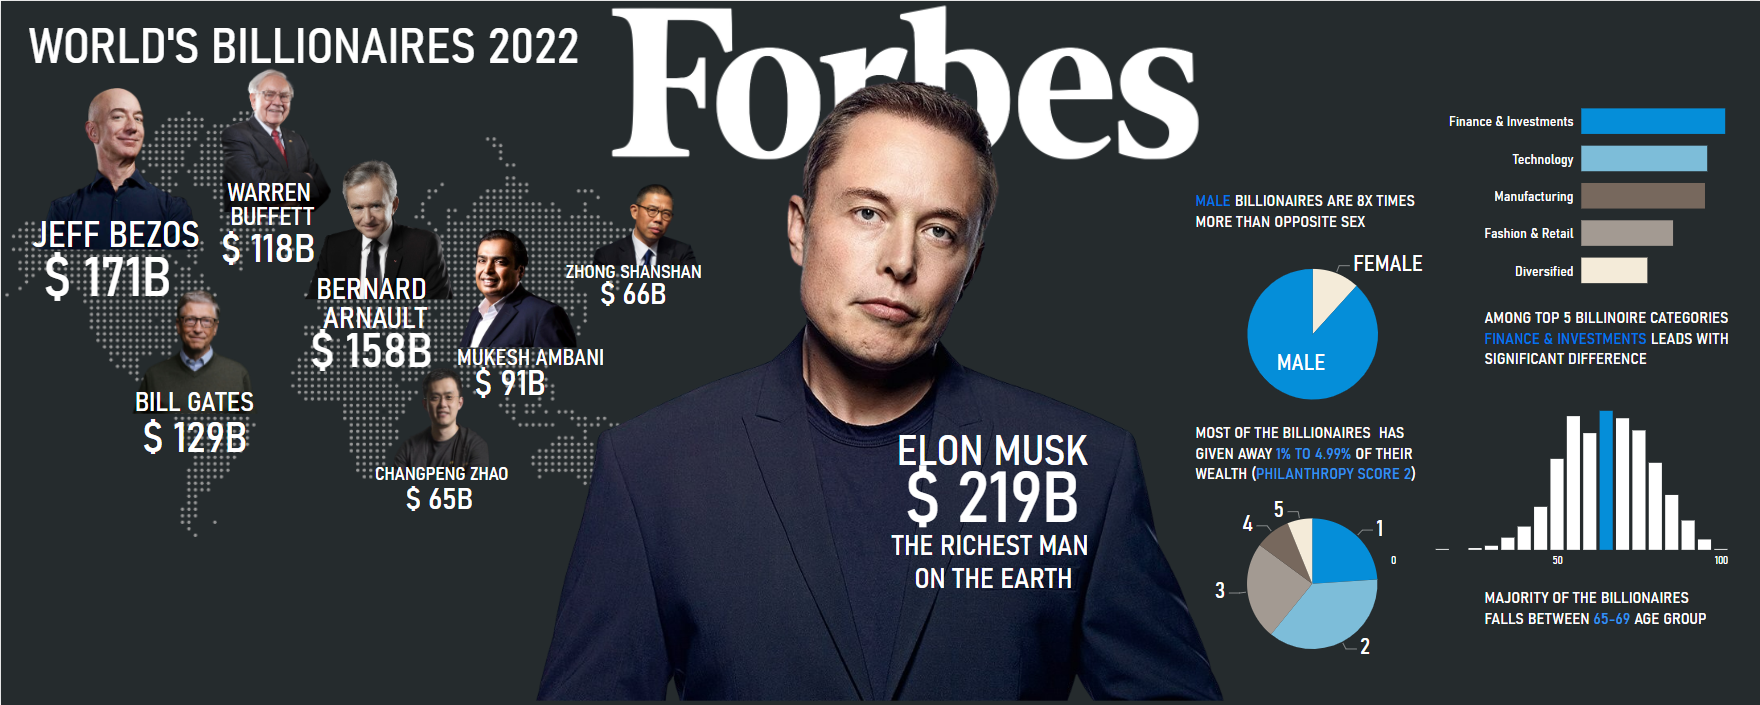 WORLD'S BILLIONAIRES 2022
Forbes
JEFF BEZOS
$ 171B
WARREN
BUFFETT
$ 118B
BERNARD
ARNAULT
$ 158B
MUKESH AMBANI
$ 91B
ZHONG SHANSHAN
$ 66B
BILL GATES
$ 129B
CHANGPENG ZHAO
$ 65B
ELON MUSK
$ 219B
THE RICHEST MAN
ON THE EARTH
MALE BILLIONAIRES ARE 8X TIMES
MORE THAN OPPOSITE SEX
FEMALE
MALE
MOST OF THE BILLIONAIRES HAS
GIVEN AWAY 1% TO 4.99% OF THEIR
WEALTH (PHILANTHROPY SCORE 2)
5
4
1
3
2
Finance & Investments
Technology
Manufacturing
Fashion & Retail
Diversified
AMONG TOP 5 BILLINOIRE CATEGORIES
FINANCE & INVESTMENTS LEADS WITH
SIGNIFICANT DIFFERENCE
0 50 100
MAJORITY OF THE BILLIONAIRES
FALLS BETWEEN 65-69 AGE GROUP